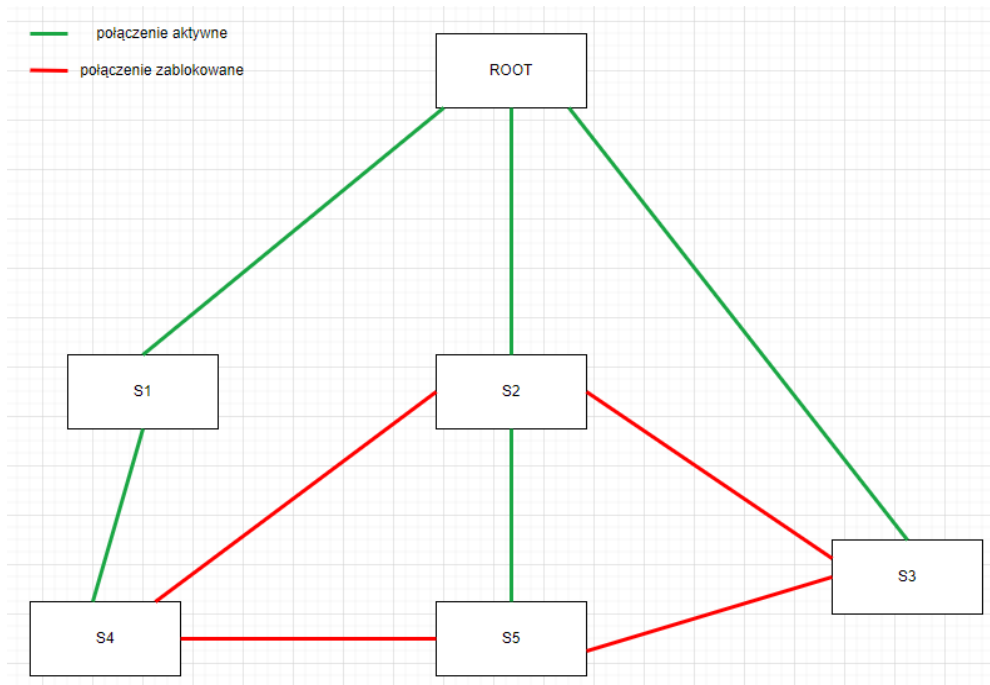 połączenie aktywne
połączenie zablokowane
ROOT
S1
S2
S3
S4
S5